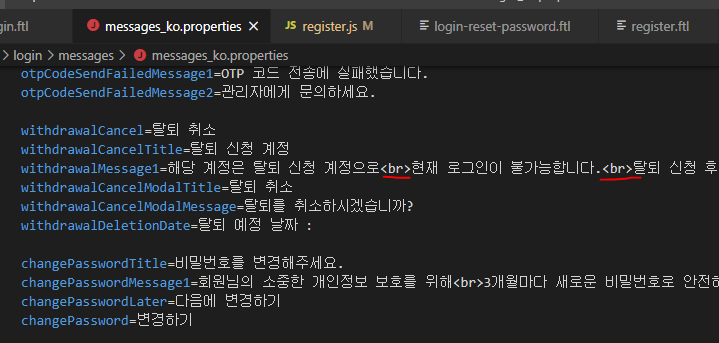 gin.ftl messages_ko.properties register.js login-reset-password.ftl register.ftl
login > messages > messages_ko.properties
otpCodeSendFailedMessage1=OTP 코드 전송에 실패했습니다.
otpCodeSendFailedMessage2=관리자에게 문의하세요.
withdrawalCancel=탈퇴 취소
withdrawalCancelTitle=탈퇴 신청 계정
withdrawalMessage1=해당 계정은 탈퇴 신청 계정으로<br>현재 로그인이 불가능합니다.<br>탈퇴 신청 후
withdrawalCancelModalTitle=탈퇴 취소
withdrawalCancelModalMessage=탈퇴를 취소하시겠습니까?
withdrawalDeletionDate=탈퇴 예정 날짜 :
changePasswordTitle=비밀번호를 변경해주세요.
changePasswordMessage1=회원님의 소중한 개인정보 보호를 위해<br>3개월마다 새로운 비밀번호로 안전하
changePasswordLater=다음에 변경하기
changePassword=변경하기